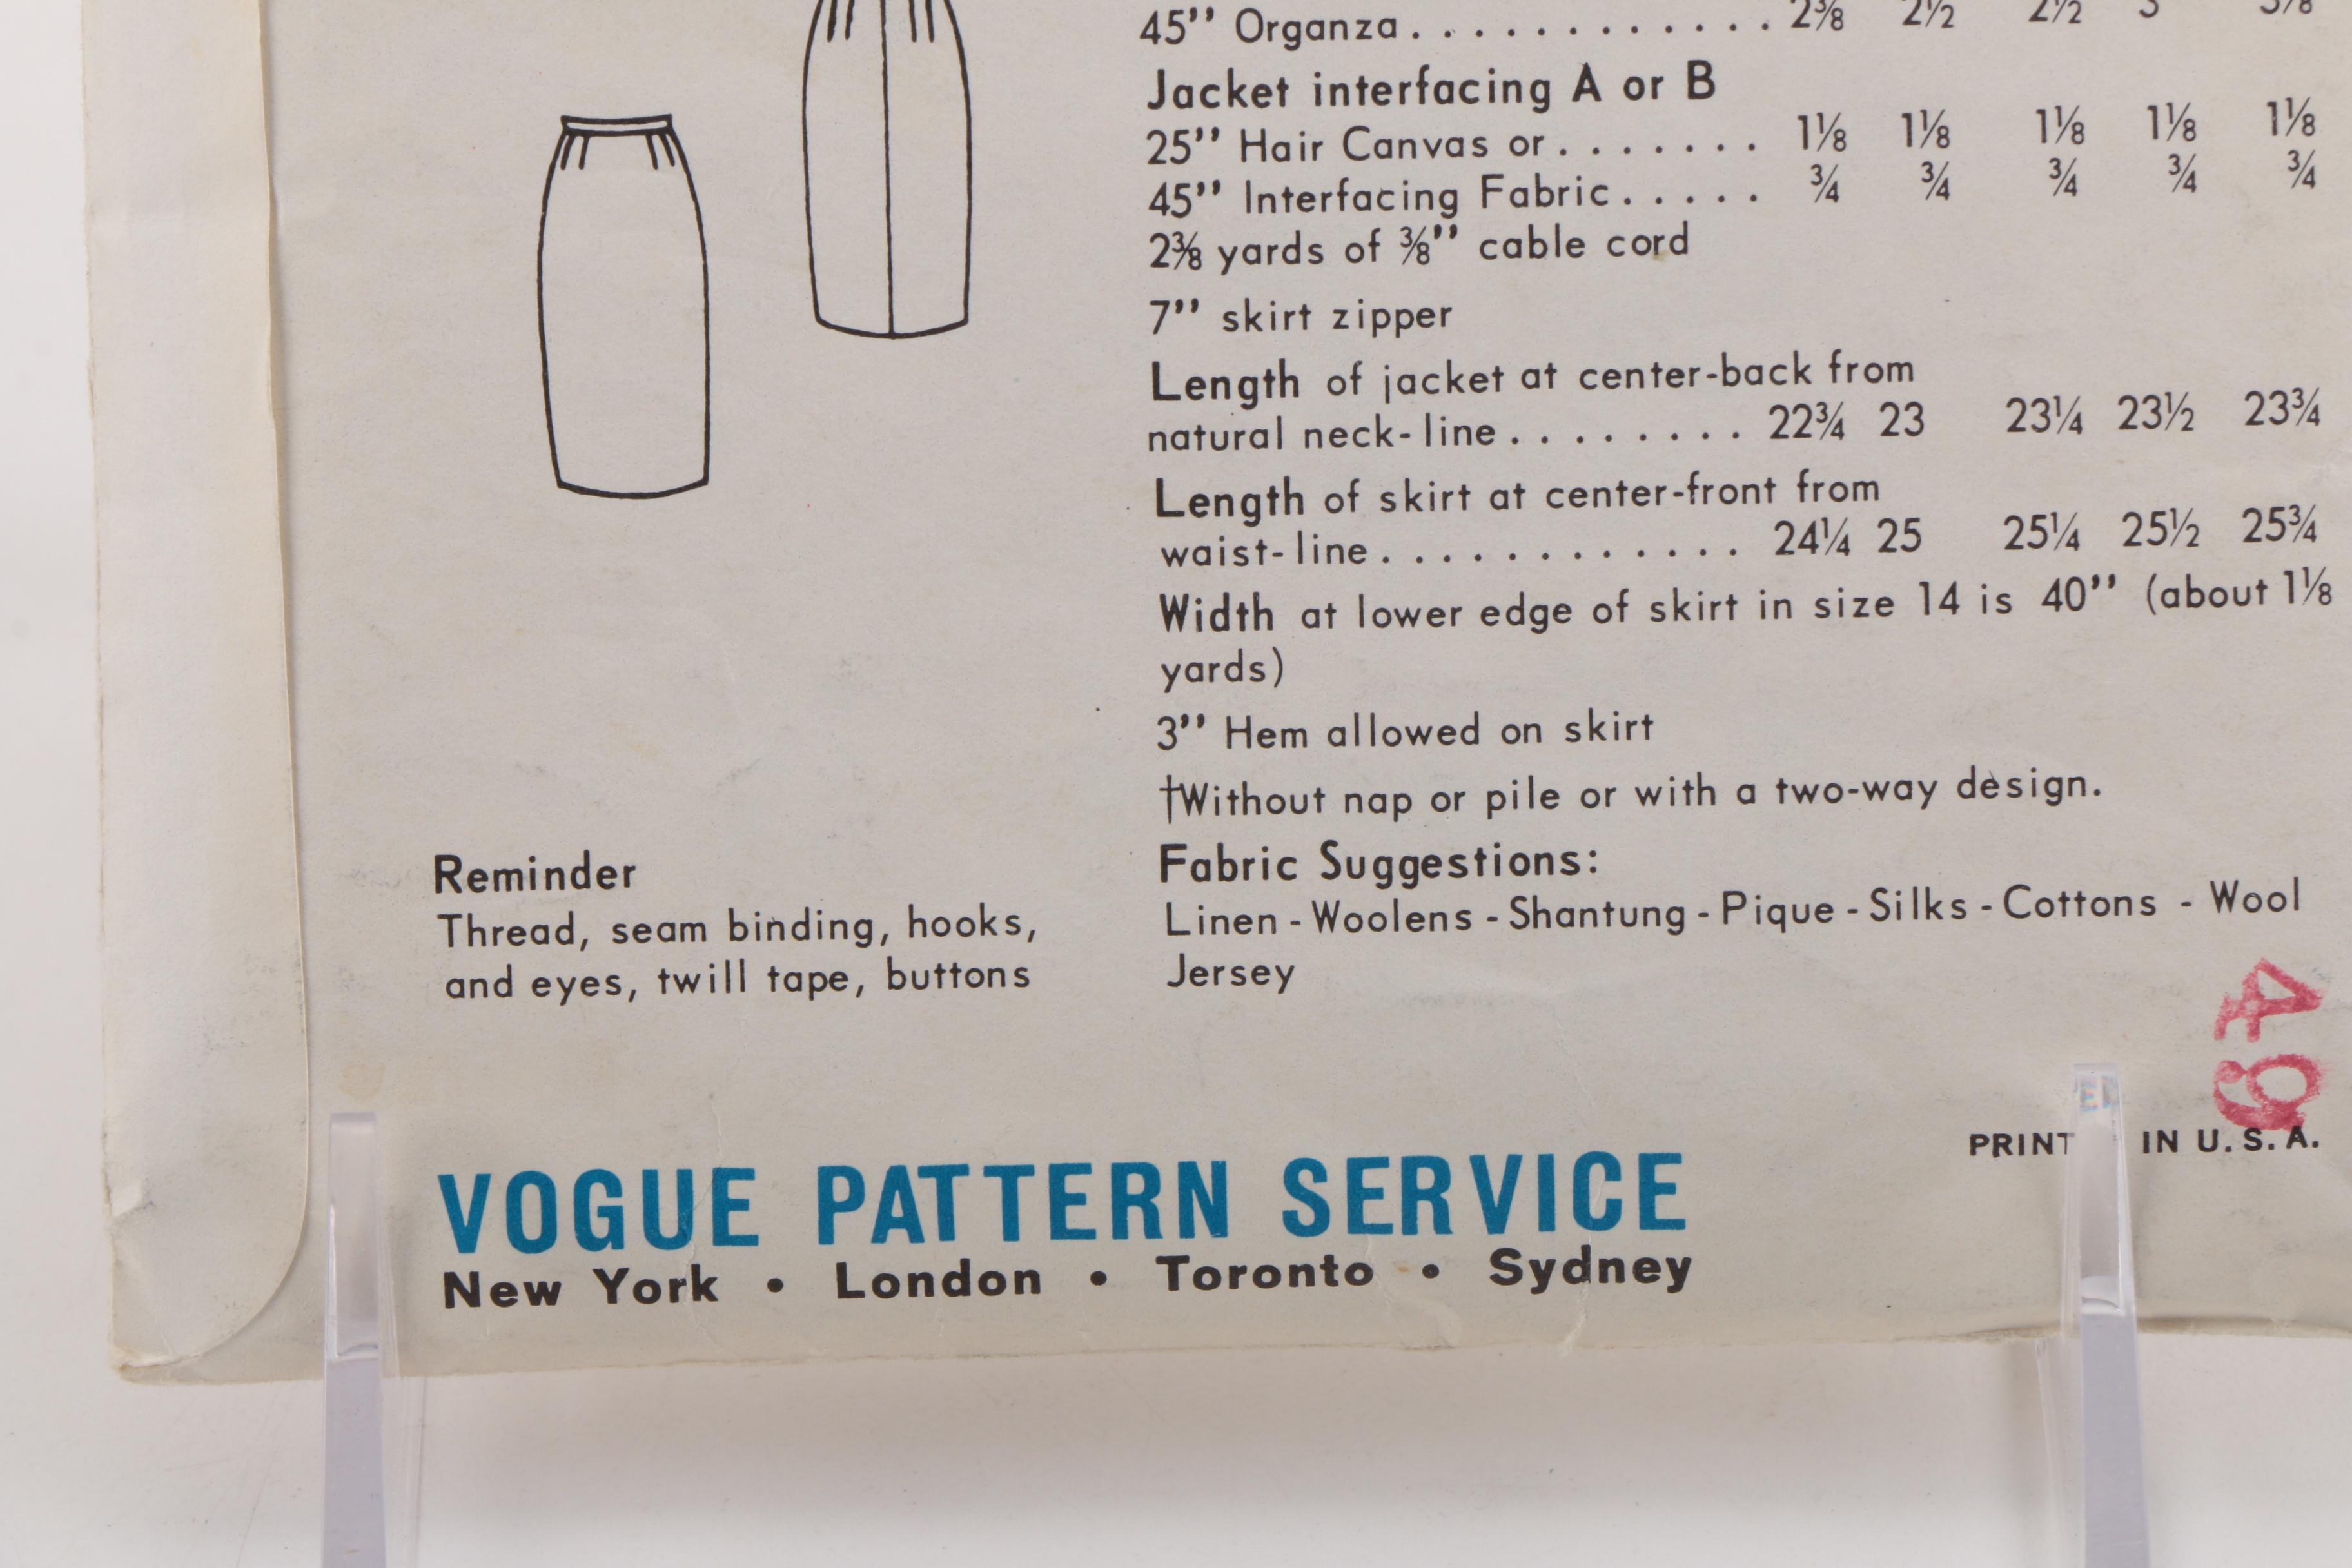 45" Organza............ 2⅜ 2½ 2½ 3
Jacket interfacing A or B
25" Hair Canvas or....... 1⅛ 1⅛ 1⅛ 1⅛ 1⅛
45" Interfacing Fabric..... ¾ ¾ ¾ ¾ ¾
2⅜ yards of ⅜" cable cord
7" skirt zipper
Length of jacket at center-back from
natural neck-line........ 22¾ 23 23¼ 23½ 23¾
Length of skirt at center-front from
waist-line............ 24¼ 25 25¼ 25½ 25¾
Width at lower edge of skirt in size 14 is 40" (about 1⅛
yards)
3" Hem allowed on skirt
†Without nap or pile or with a two-way design.
Fabric Suggestions:
Linen - Woolens - Shantung - Pique - Silks - Cottons - Wool
Jersey
Reminder
Thread, seam binding, hooks,
and eyes, twill tape, buttons
49
PRINT IN U.S.A.
VOGUE PATTERN SERVICE
New York • London • Toronto • Sydney